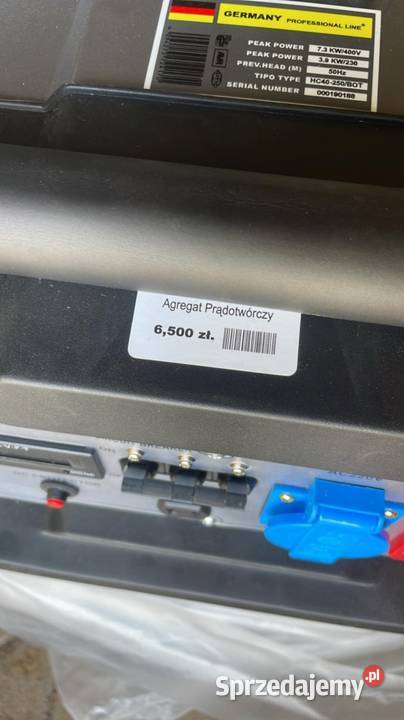 GERMANY PROFESSIONAL LINE®
PEAK POWER 7.3 KW/400V
PEAK POWER 3.9 KW/230
PREV.HEAD (M) 50Hz
TIPO TYPE HC40-250/BOT
SERIAL NUMBER 000190188
Agregat Prądotwórczy
6,500 zł.
Sprzedajemy.pl